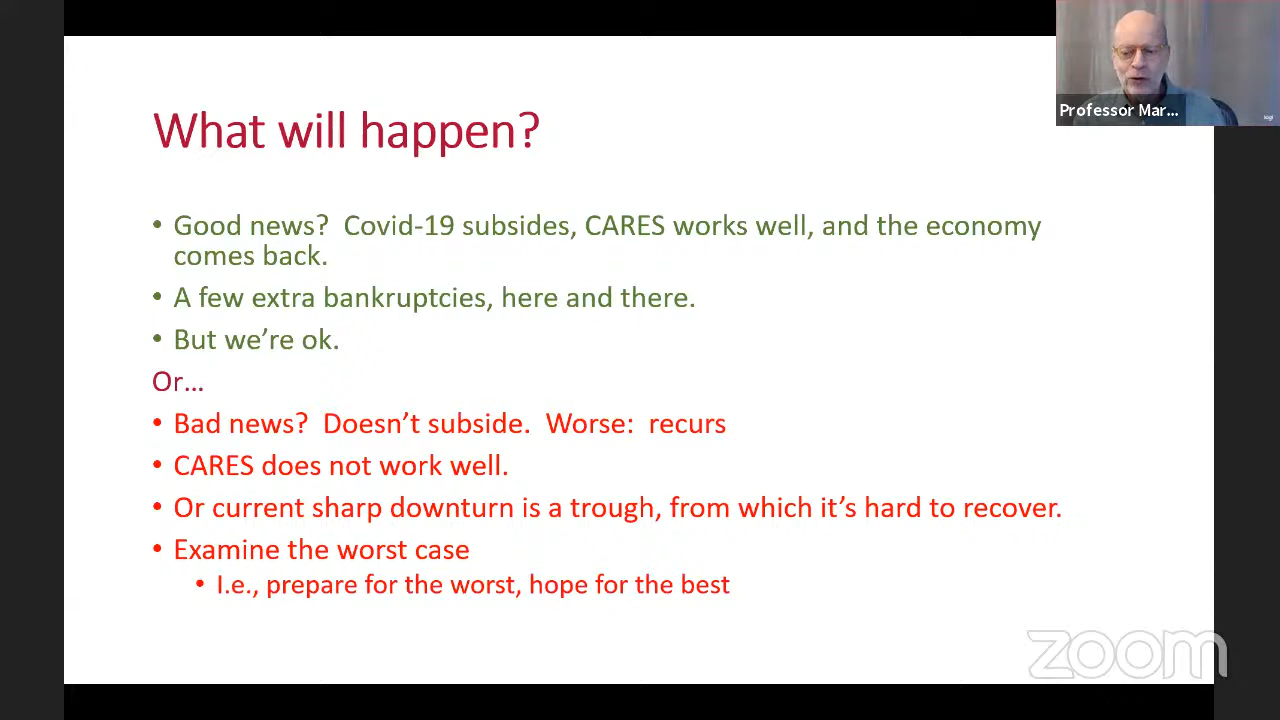 Professor Mar...
What will happen?
• Good news?  Covid-19 subsides, CARES works well, and the economy
comes back.
• A few extra bankruptcies, here and there.
• But we’re ok.
Or…
• Bad news?  Doesn’t subside.  Worse:  recurs
• CARES does not work well.
• Or current sharp downturn is a trough, from which it’s hard to recover.
• Examine the worst case
• I.e., prepare for the worst, hope for the best
zoom